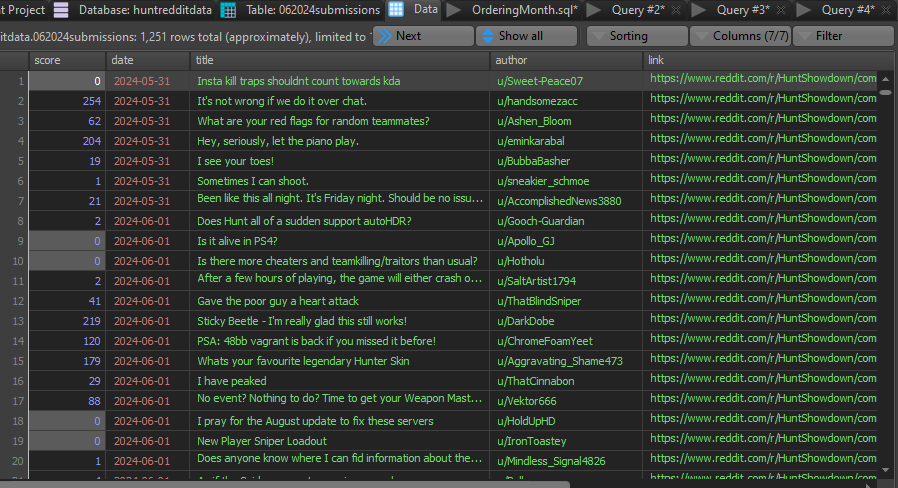 t Project Database: huntredditdata Table: 062024submissions Data OrderingMonth.sql* Query #2* Query #3* Query #4*
itdata.062024submissions: 1,251 rows total (approximately), limited to Next Show all Sorting Columns (7/7) Filter
score date title author link
1 0 2024-05-31 Insta kill traps shouldnt count towards kda u/Sweet-Peace07 https://www.reddit.com/r/HuntShowdown/com
2 254 2024-05-31 It's not wrong if we do it over chat. u/handsomezacc https://www.reddit.com/r/HuntShowdown/com
3 62 2024-05-31 What are your red flags for random teammates? u/Ashen_Bloom https://www.reddit.com/r/HuntShowdown/com
4 204 2024-05-31 Hey, seriously, let the piano play. u/eminkarabal https://www.reddit.com/r/HuntShowdown/com
5 19 2024-05-31 I see your toes! u/BubbaBasher https://www.reddit.com/r/HuntShowdown/com
6 1 2024-05-31 Sometimes I can shoot. u/sneakier_schmoe https://www.reddit.com/r/HuntShowdown/com
7 21 2024-05-31 Been like this all night. It's Friday night. Should be no issu... u/AccomplishedNews3880 https://www.reddit.com/r/HuntShowdown/com
8 2 2024-06-01 Does Hunt all of a sudden support autoHDR? u/Gooch-Guardian https://www.reddit.com/r/HuntShowdown/com
9 0 2024-06-01 Is it alive in PS4? u/Apollo_GJ https://www.reddit.com/r/HuntShowdown/com
10 0 2024-06-01 Is there more cheaters and teamkilling/traitors than usual? u/Hotholu https://www.reddit.com/r/HuntShowdown/com
11 2 2024-06-01 After a few hours of playing, the game will either crash o... u/SaltArtist1794 https://www.reddit.com/r/HuntShowdown/com
12 41 2024-06-01 Gave the poor guy a heart attack u/ThatBlindSniper https://www.reddit.com/r/HuntShowdown/com
13 219 2024-06-01 Sticky Beetle - I'm really glad this still works! u/DarkDobe https://www.reddit.com/r/HuntShowdown/com
14 120 2024-06-01 PSA: 48bb vagrant is back if you missed it before! u/ChromeFoamYeet https://www.reddit.com/r/HuntShowdown/com
15 179 2024-06-01 Whats your favourite legendary Hunter Skin u/Aggravating_Shame473 https://www.reddit.com/r/HuntShowdown/com
16 29 2024-06-01 I have peaked u/ThatCinnabon https://www.reddit.com/r/HuntShowdown/com
17 88 2024-06-01 No event? Nothing to do? Time to get your Weapon Mast... u/Vektor666 https://www.reddit.com/r/HuntShowdown/com
18 0 2024-06-01 I pray for the August update to fix these servers u/HoldUpHD https://www.reddit.com/r/HuntShowdown/com
19 0 2024-06-01 New Player Sniper Loadout u/IronToastey https://www.reddit.com/r/HuntShowdown/com
20 1 2024-06-01 Does anyone know where I can fid information about the... u/Mindless_Signal4826 https://www.reddit.com/r/HuntShowdown/com